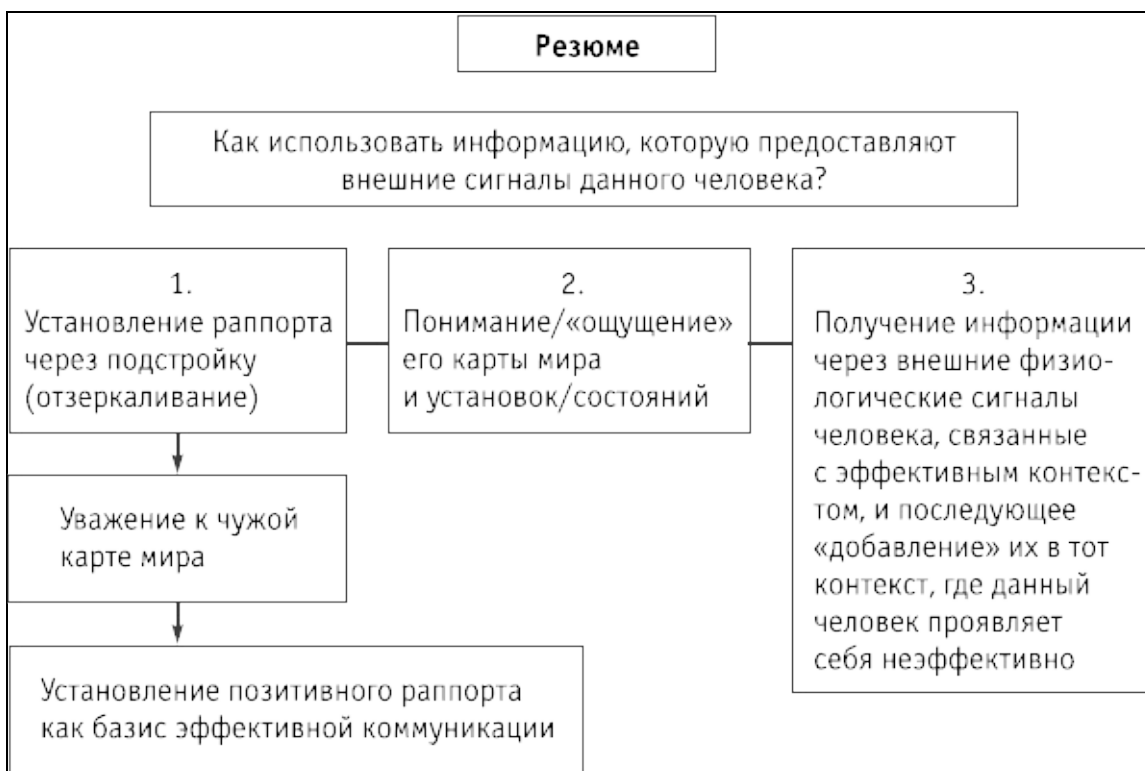 Резюме
Как использовать информацию, которую предоставляют
внешние сигналы данного человека?
1.
Установление раппорта
через подстройку
(отзеркаливание)
2.
Понимание/«ощущение»
его карты мира
и установок/состояний
3.
Получение информации
через внешние физио-
логические сигналы
человека, связанные
с эффективным контекс-
том, и последующее
«добавление» их в тот
контекст, где данный
человек проявляет
себя неэффективно
Уважение к чужой
карте мира
Установление позитивного раппорта
как базис эффективной коммуникации